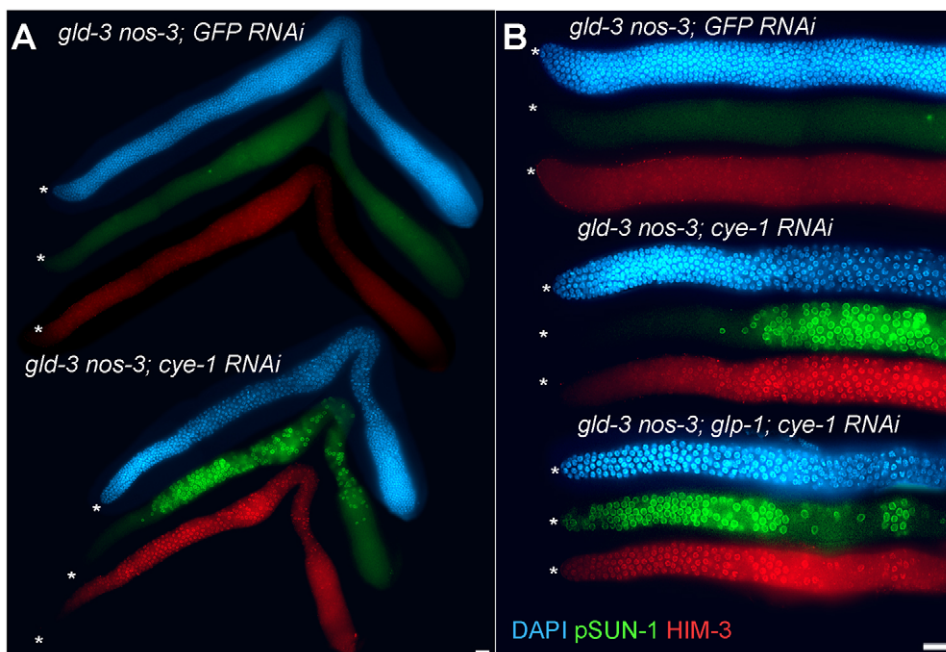 A
gld-3 nos-3; GFP RNAi
*
*
*
gld-3 nos-3; cye-1 RNAi
*
*
*
B
gld-3 nos-3; GFP RNAi
*
*
*
gld-3 nos-3; cye-1 RNAi
*
*
*
gld-3 nos-3; glp-1; cye-1 RNAi
*
*
*
DAPI pSUN-1 HIM-3